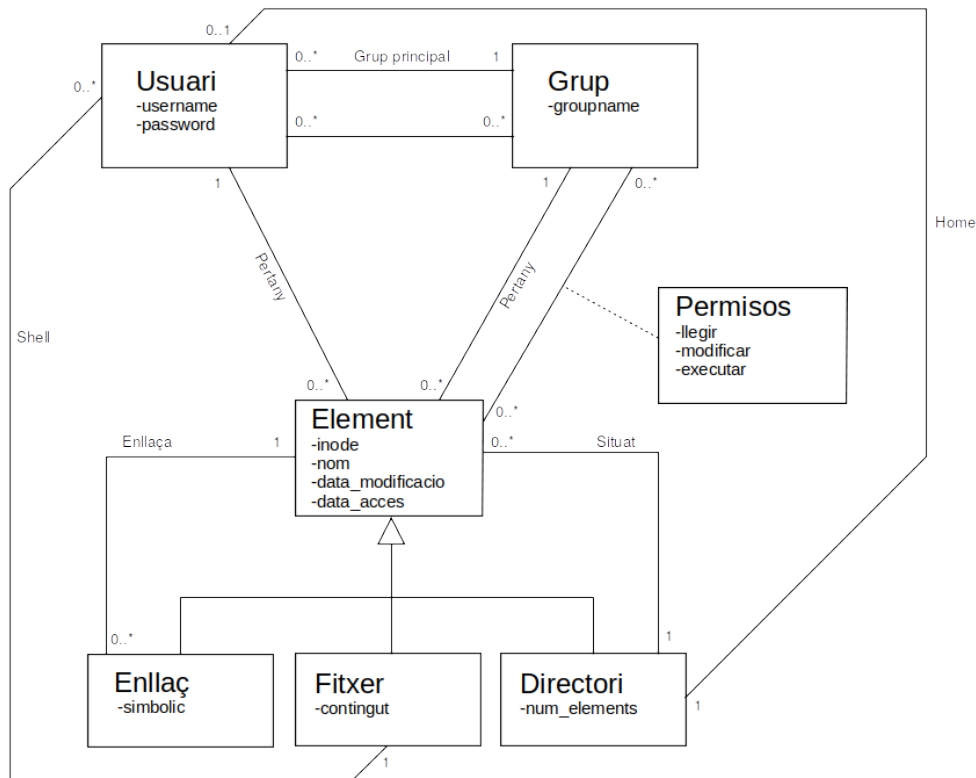 0..1
0..*
Grup principal
1
Usuari
-username
-password
0..*
Grup
-groupname
0..*
0..*
1
1
0..*
Home
Pertany
Pertany
Permisos
-llegir
-modificar
-executar
Shell
0..*
0..*
Element
-inode
-nom
-data_modificacio
-data_acces
0..*
Enllaça
1
0..*
Situat
0..*
1
Enllaç
-simbolic
Fitxer
-contingut
Directori
-num_elements
1
1